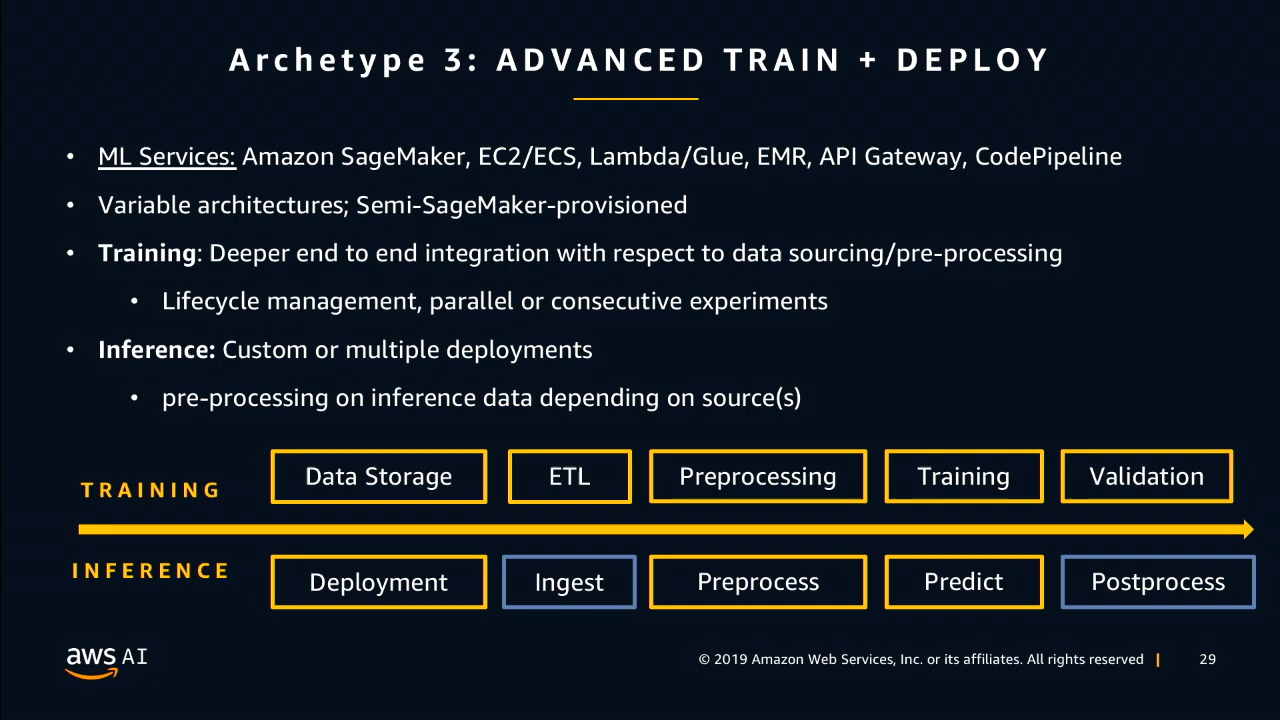 Archetype 3: ADVANCED TRAIN + DEPLOY
• ML Services: Amazon SageMaker, EC2/ECS, Lambda/Glue, EMR, API Gateway, CodePipeline
• Variable architectures; Semi-SageMaker-provisioned
• Training: Deeper end to end integration with respect to data sourcing/pre-processing
• Lifecycle management, parallel or consecutive experiments
• Inference: Custom or multiple deployments
• pre-processing on inference data depending on source(s)
TRAINING
Data Storage
ETL
Preprocessing
Training
Validation
INFERENCE
Deployment
Ingest
Preprocess
Predict
Postprocess
aws AI
© 2019 Amazon Web Services, Inc. or its affiliates. All rights reserved | 29